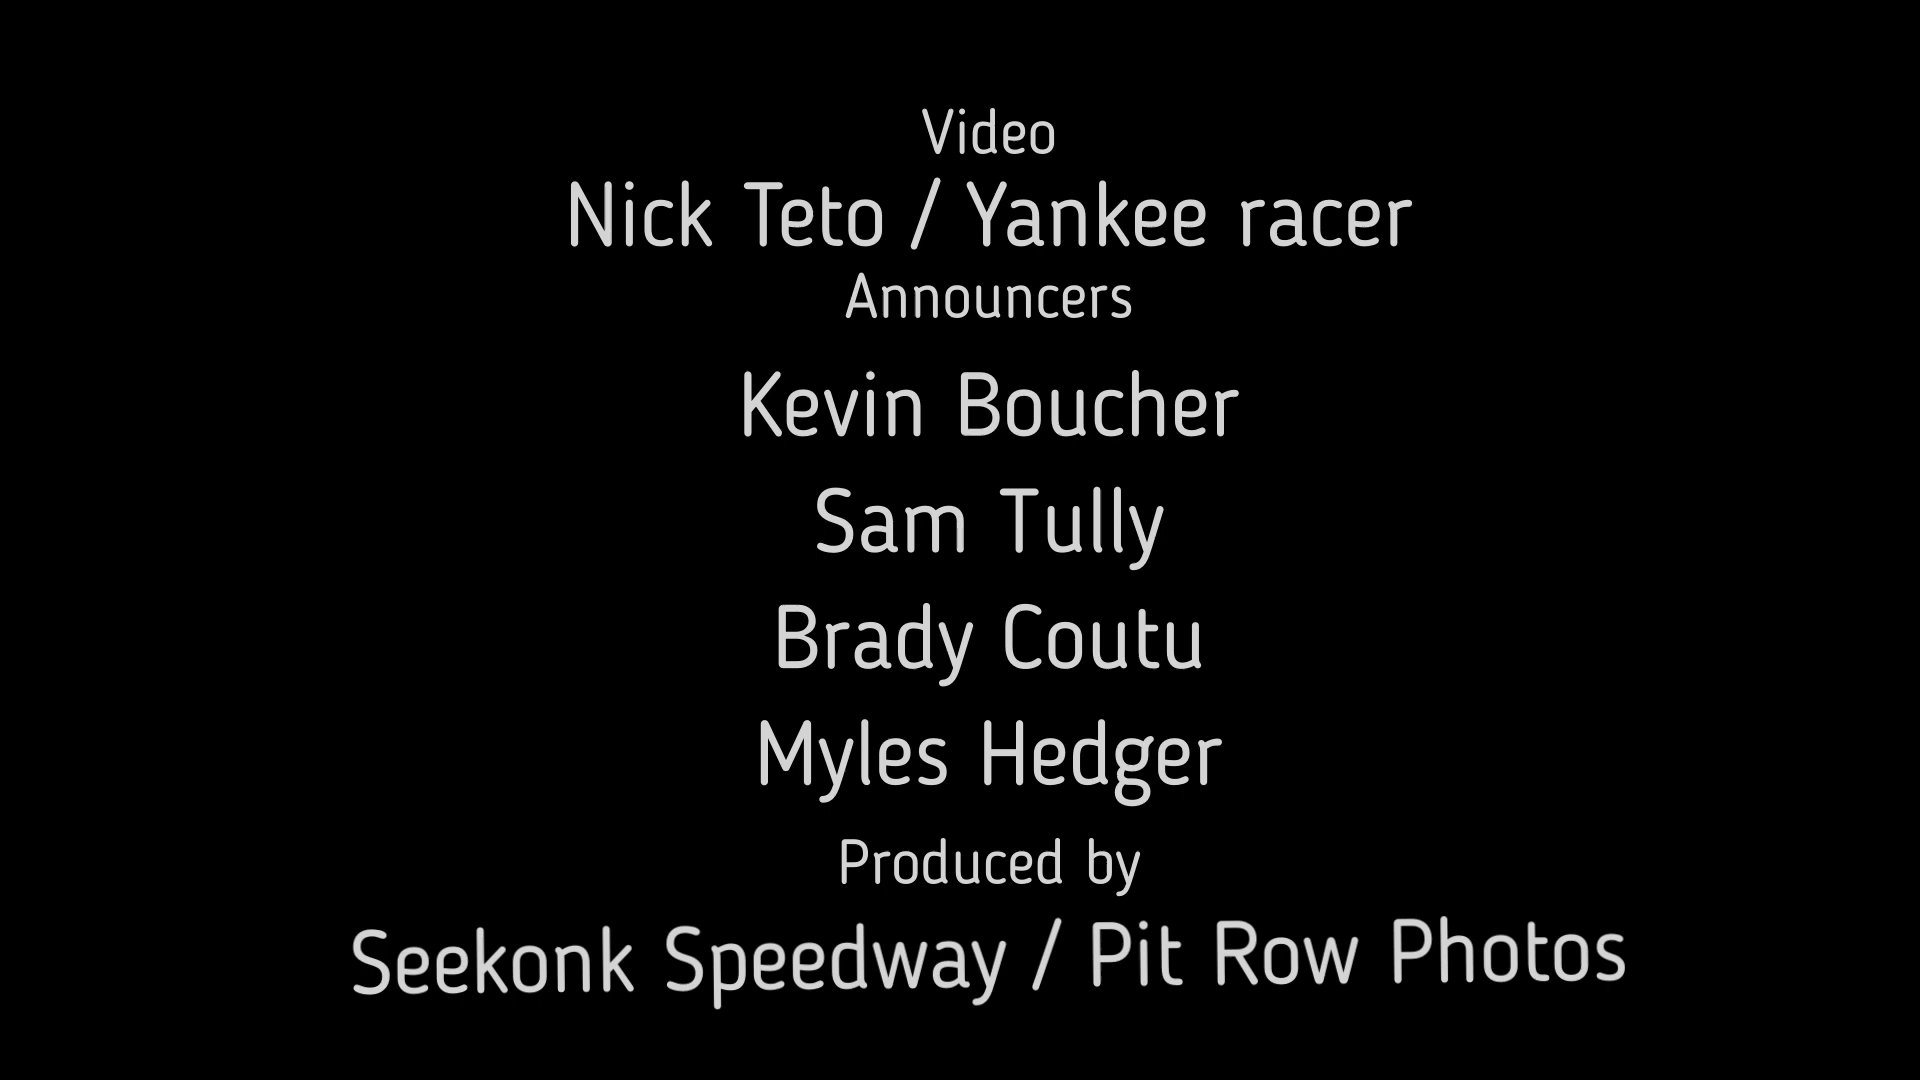 Video
Nick Teto / Yankee racer
Announcers
Kevin Boucher
Sam Tully
Brady Coutu
Myles Hedger
Produced by
Seekonk Speedway / Pit Row Photos